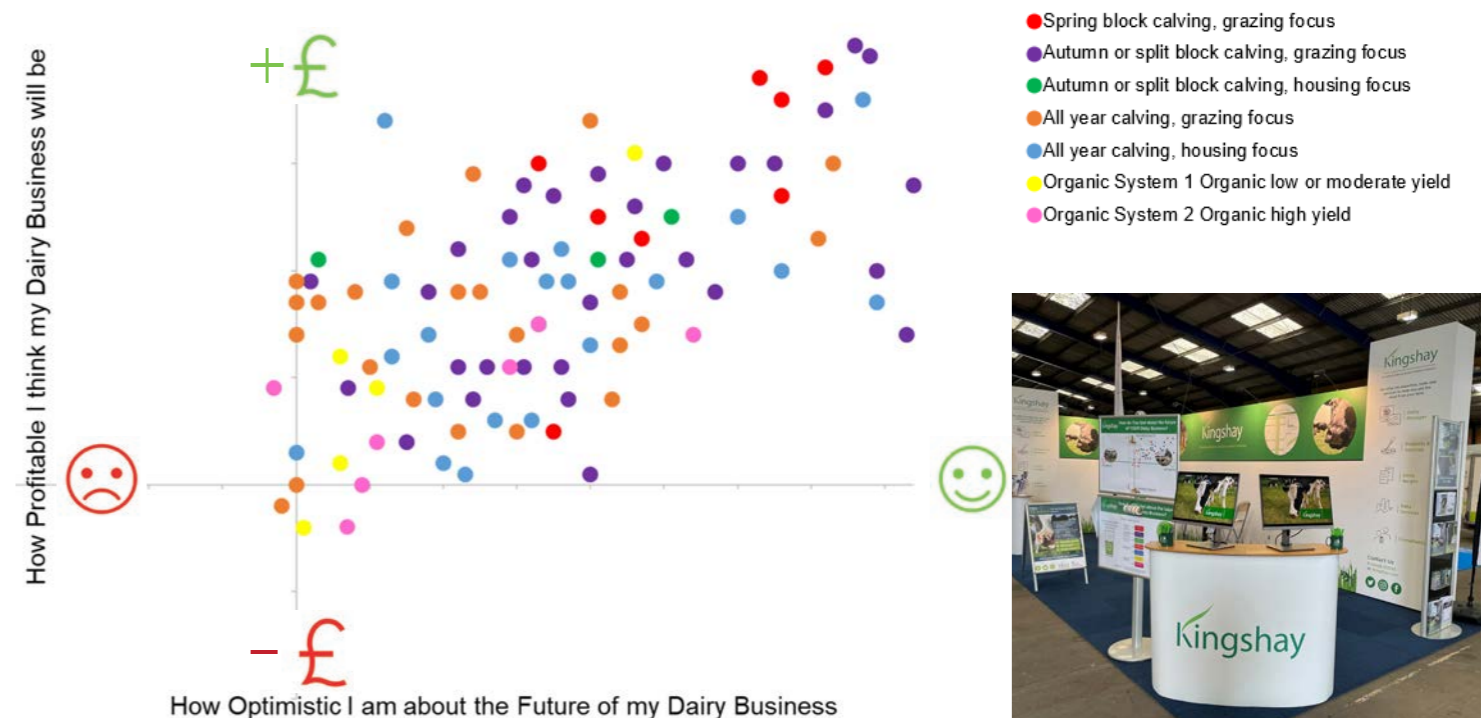 How Profitable I think my Dairy Business will be
+ £
− £
How Optimistic I am about the Future of my Dairy Business
Spring block calving, grazing focus
Autumn or split block calving, grazing focus
Autumn or split block calving, housing focus
All year calving, grazing focus
All year calving, housing focus
Organic System 1 Organic low or moderate yield
Organic System 2 Organic high yield
Kingshay
Kingshay
Kingshay
Contact us
Kingshay